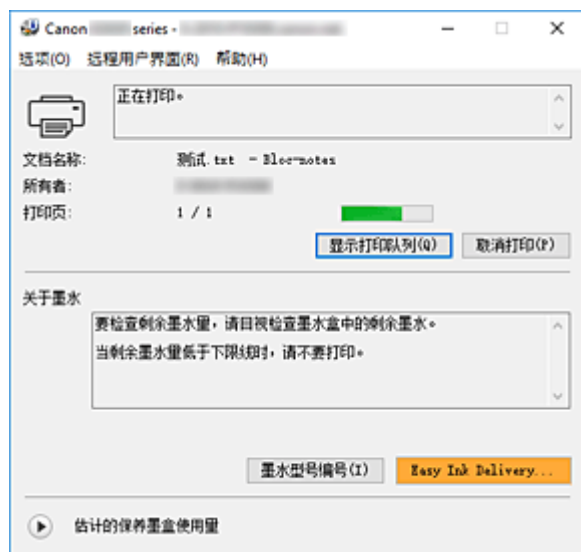 Canon series -
选项(O) 远程用户界面(R) 帮助(H)
正在打印。
文档名称: 测试.txt - Bloc-notes
所有者:
打印页: 1 / 1
显示打印队列(Q) 取消打印(P)
关于墨水
要检查剩余墨水量，请目视检查墨水盒中的剩余墨水。
当剩余墨水量低于下限线时，请不要打印。
墨水型号编号(I) Easy Ink Delivery...
估计的保养墨盒使用量